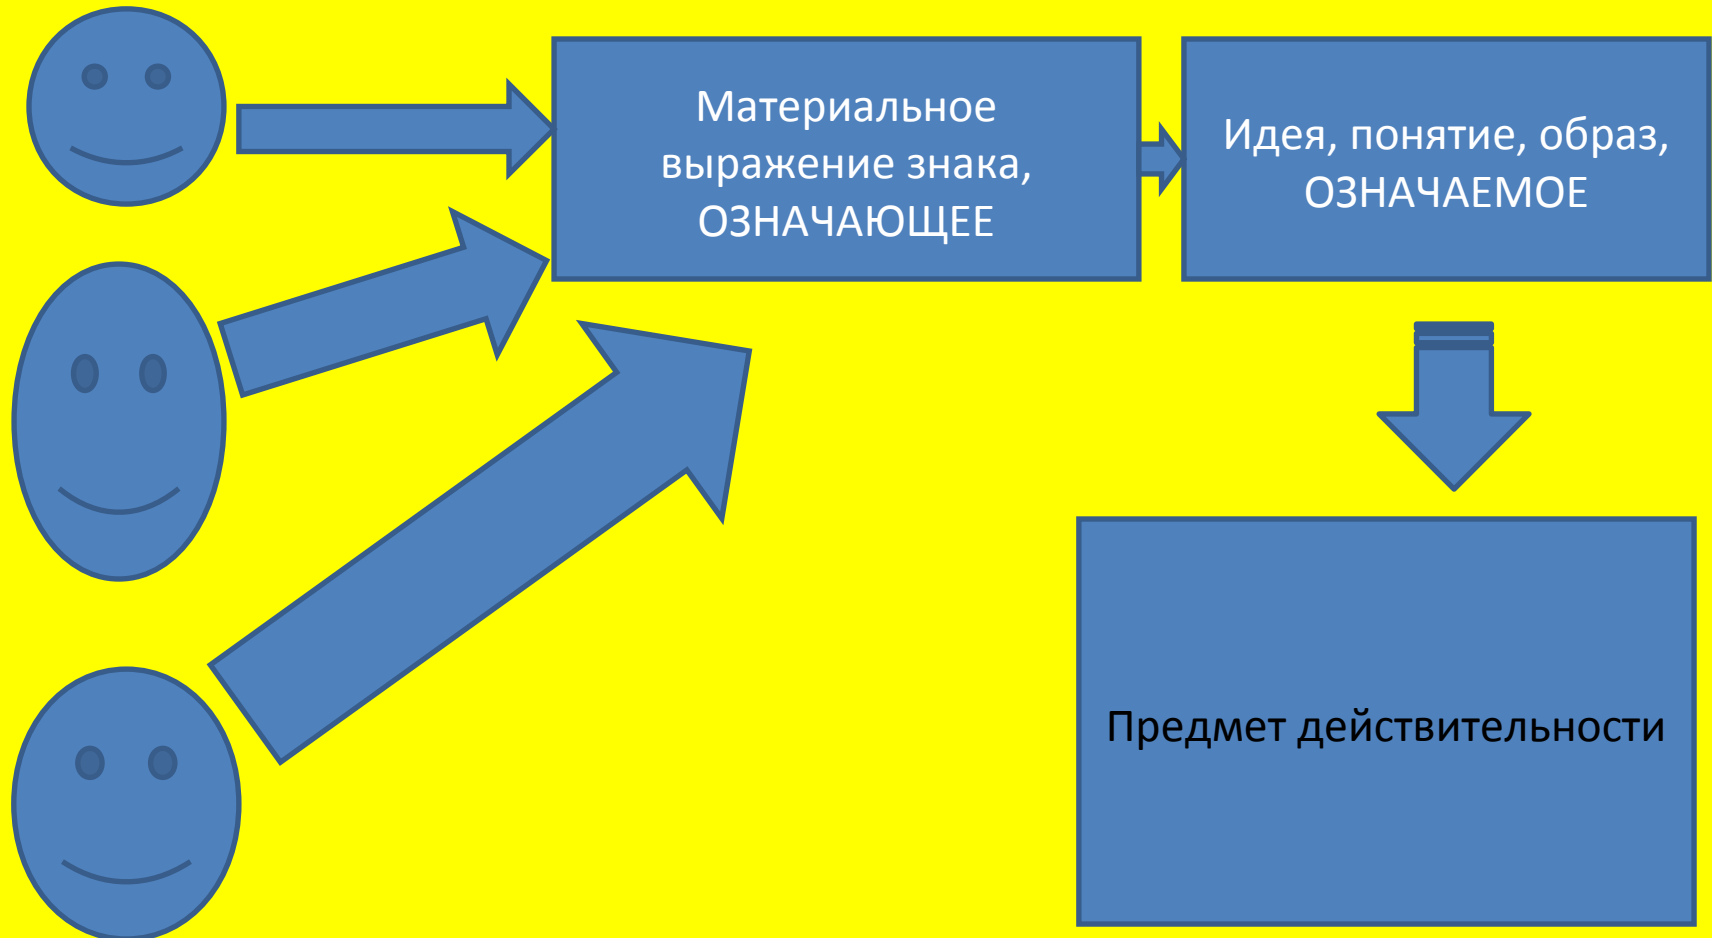 Материальное
выражение знака,
ОЗНАЧАЮЩЕЕ
Идея, понятие, образ,
ОЗНАЧАЕМОЕ
Предмет действительности